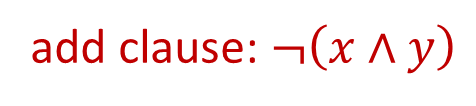 add clause: ¬(𝑥 ∧ 𝑦)